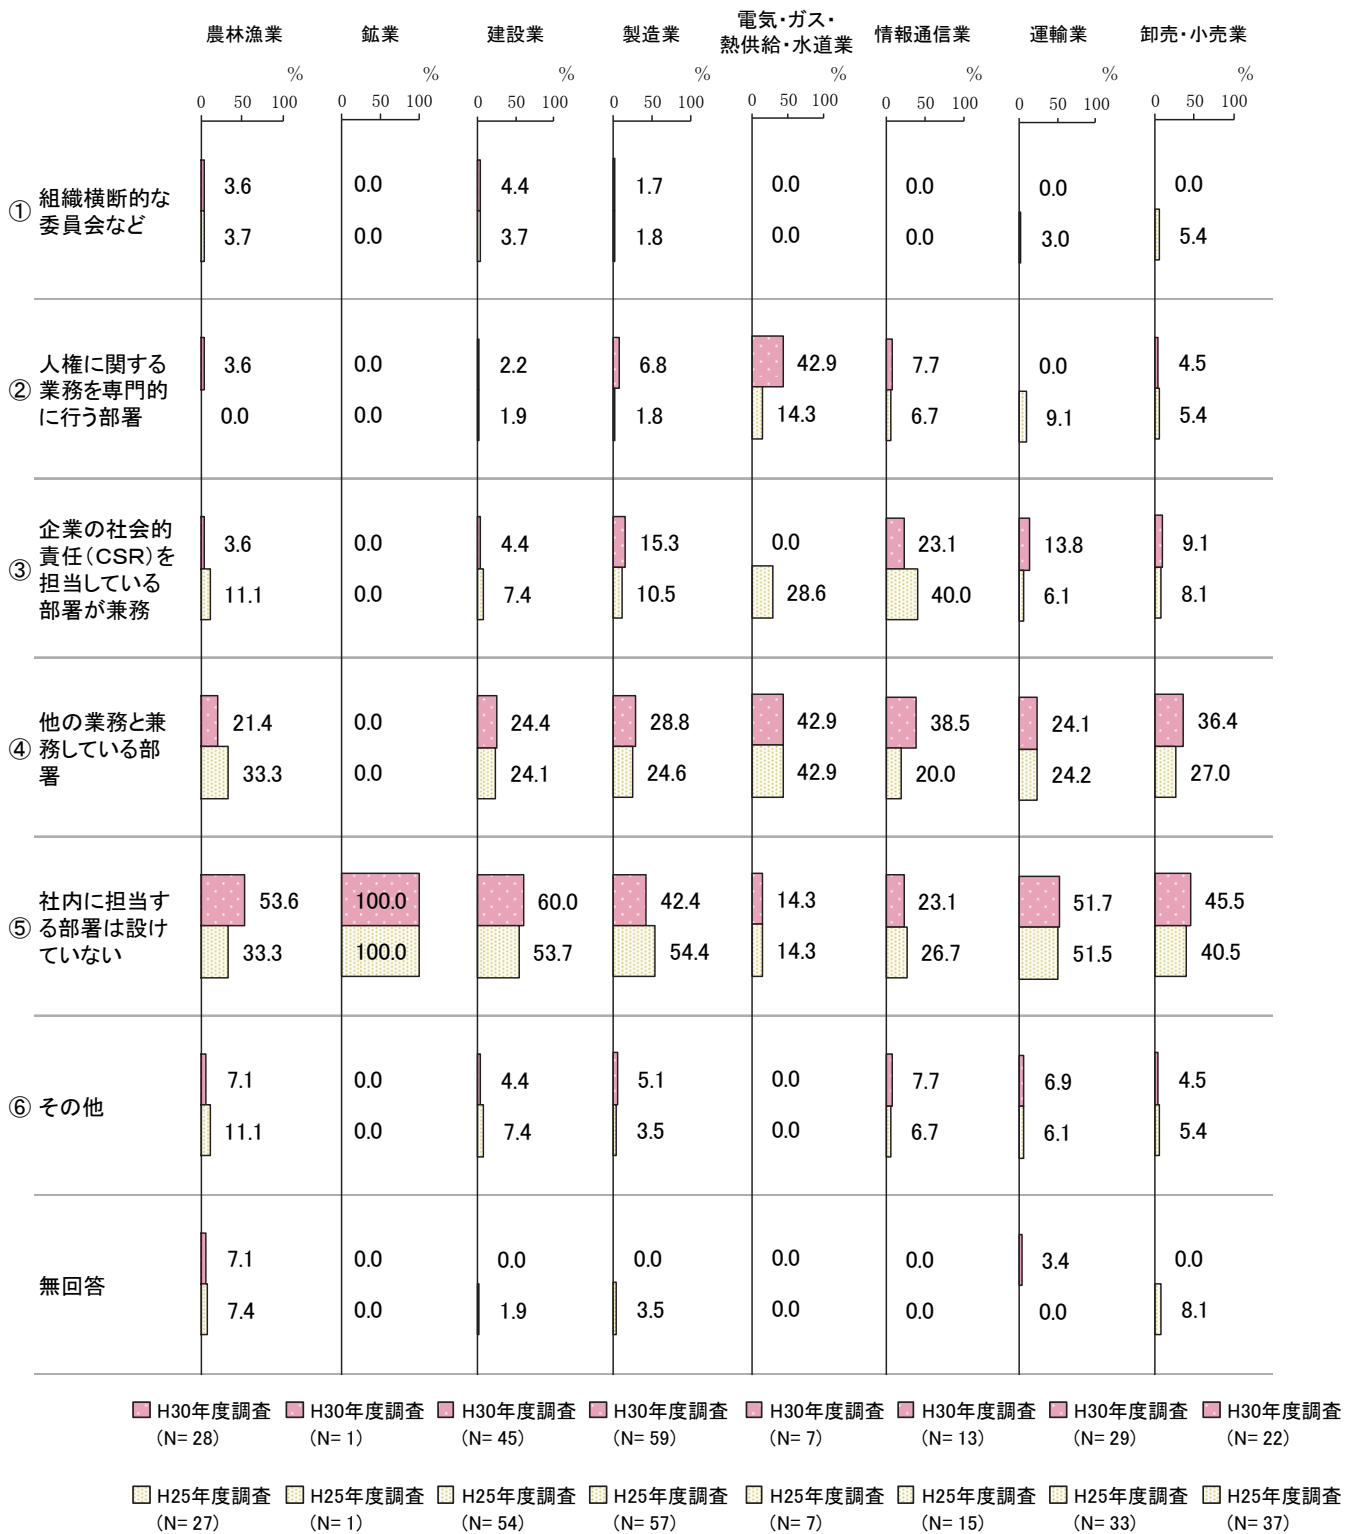 農林漁業 鉱業 建設業 製造業 電気・ガス・ 情報通信業 運輸業 卸売・小売業
熱供給・水道業
% % % % % % % %
0 50 100 0 50 100 0 50 100 0 50 100 0 50 100 0 50 100 0 50 100 0 50 100
① 組織横断的な
委員会など
3.6 0.0 4.4 1.7 0.0 0.0 0.0 0.0
3.7 0.0 3.7 1.8 0.0 0.0 3.0 5.4
② 人権に関する
業務を専門的
に行う部署
3.6 0.0 2.2 6.8 42.9 7.7 0.0 4.5
0.0 0.0 1.9 1.8 14.3 6.7 9.1 5.4
③ 企業の社会的
責任(CSR)を
担当している
部署が兼務
3.6 0.0 4.4 15.3 0.0 23.1 13.8 9.1
11.1 0.0 7.4 10.5 28.6 40.0 6.1 8.1
④ 他の業務と兼
務している部
署
21.4 0.0 24.4 28.8 42.9 38.5 24.1 36.4
33.3 0.0 24.1 24.6 42.9 20.0 24.2 27.0
⑤ 社内に担当す
る部署は設け
ていない
53.6 100.0 60.0 42.4 14.3 23.1 51.7 45.5
33.3 100.0 53.7 54.4 14.3 26.7 51.5 40.5
⑥ その他
7.1 0.0 4.4 5.1 0.0 7.7 6.9 4.5
11.1 0.0 7.4 3.5 0.0 6.7 6.1 5.4
無回答
7.1 0.0 0.0 0.0 0.0 0.0 3.4 0.0
7.4 0.0 1.9 3.5 0.0 0.0 0.0 8.1
H30年度調査 H30年度調査 H30年度調査 H30年度調査 H30年度調査 H30年度調査 H30年度調査 H30年度調査
(N= 28) (N= 1) (N= 45) (N= 59) (N= 7) (N= 13) (N= 29) (N= 22)
H25年度調査 H25年度調査 H25年度調査 H25年度調査 H25年度調査 H25年度調査 H25年度調査 H25年度調査
(N= 27) (N= 1) (N= 54) (N= 57) (N= 7) (N= 15) (N= 33) (N= 37)